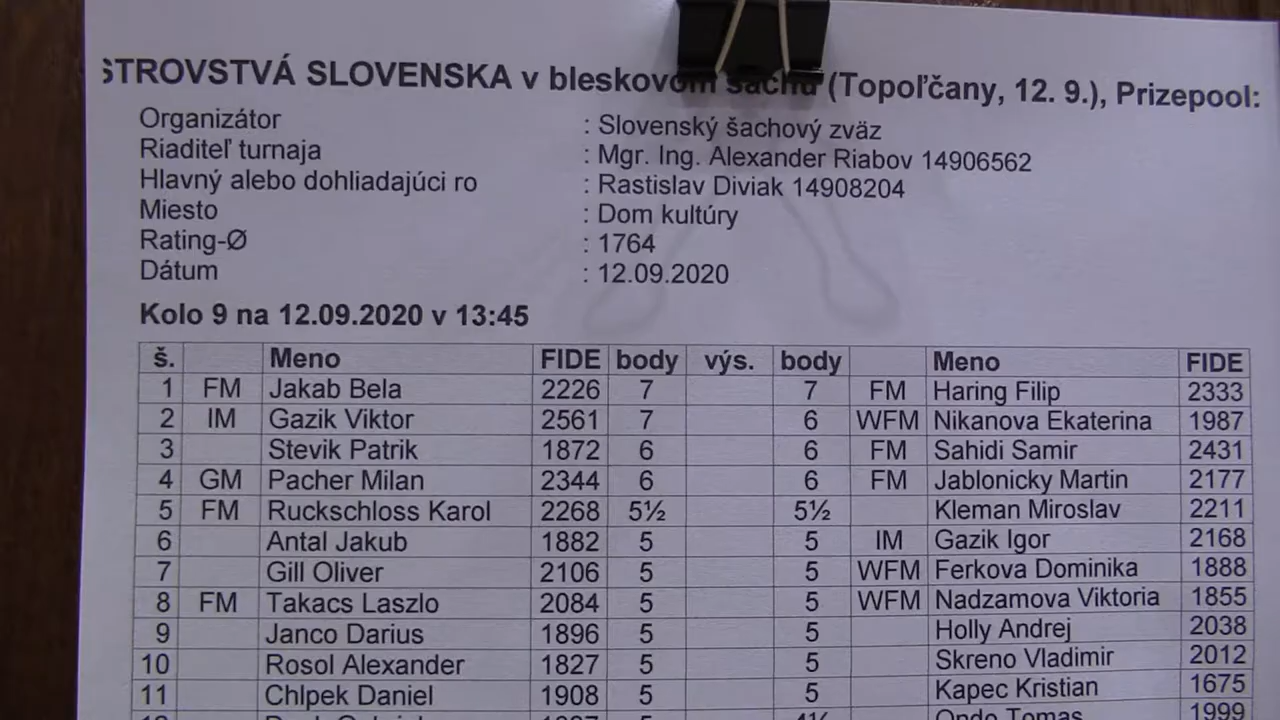 STROVSTVÁ SLOVENSKA v bleskovom šachu (Topoľčany, 12. 9.), Prizepool:
Organizátor : Slovenský šachový zväz
Riaditeľ turnaja : Mgr. Ing. Alexander Riabov 14906562
Hlavný alebo dohliadajúci ro : Rastislav Diviak 14908204
Miesto : Dom kultúry
Rating-Ø : 1764
Dátum : 12.09.2020
Kolo 9 na 12.09.2020 v 13:45
š. Meno FIDE body výs. body Meno FIDE
1 FM Jakab Bela 2226 7 7 FM Haring Filip 2333
2 IM Gazik Viktor 2561 7 6 WFM Nikanova Ekaterina 1987
3 Stevik Patrik 1872 6 6 FM Sahidi Samir 2431
4 GM Pacher Milan 2344 6 6 FM Jablonicky Martin 2177
5 FM Ruckschloss Karol 2268 5½ 5½ Kleman Miroslav 2211
6 Antal Jakub 1882 5 5 IM Gazik Igor 2168
7 Gill Oliver 2106 5 5 WFM Ferkova Dominika 1888
8 FM Takacs Laszlo 2084 5 5 WFM Nadzamova Viktoria 1855
9 Janco Darius 1896 5 5 Holly Andrej 2038
10 Rosol Alexander 1827 5 5 Skreno Vladimir 2012
11 Chlpek Daniel 1908 5 5 Kapec Kristian 1675
12 5 4½ Ondo Tomas 1999